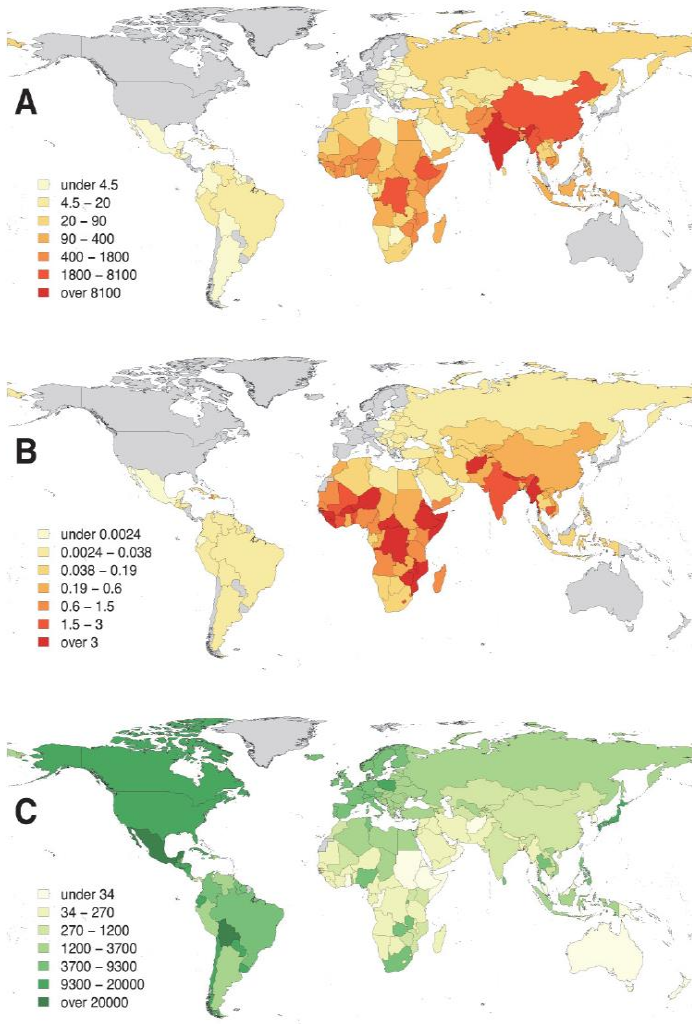 A
under 4.5
4.5 – 20
20 – 90
90 – 400
400 – 1800
1800 – 8100
over 8100
B
under 0.0024
0.0024 – 0.038
0.038 – 0.19
0.19 – 0.6
0.6 – 1.5
1.5 – 3
over 3
C
under 34
34 – 270
270 – 1200
1200 – 3700
3700 – 9300
9300 – 20000
over 20000